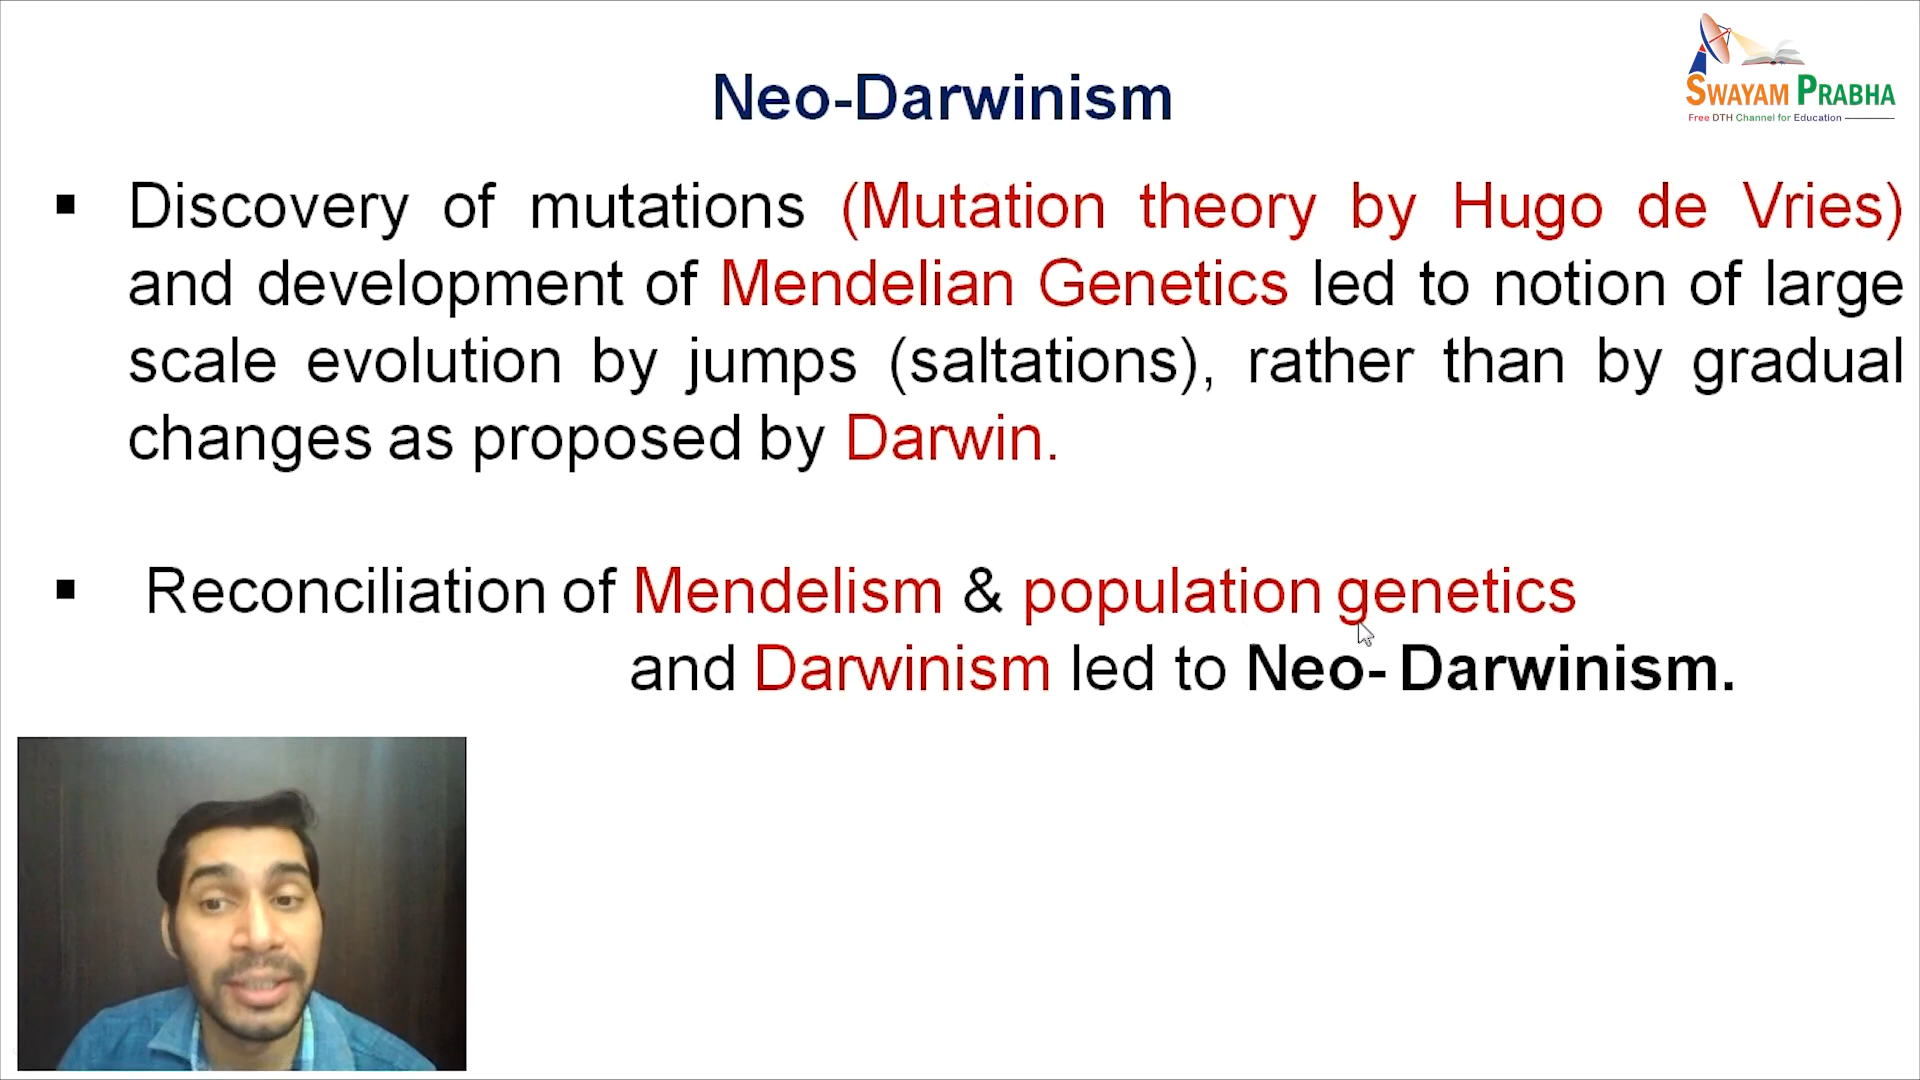 SWAYAM PRABHA
Free DTH Channel for Education
Neo-Darwinism
▪ Discovery of mutations (Mutation theory by Hugo de Vries)
and development of Mendelian Genetics led to notion of large
scale evolution by jumps (saltations), rather than by gradual
changes as proposed by Darwin.
▪ Reconciliation of Mendelism & population genetics
and Darwinism led to Neo- Darwinism.